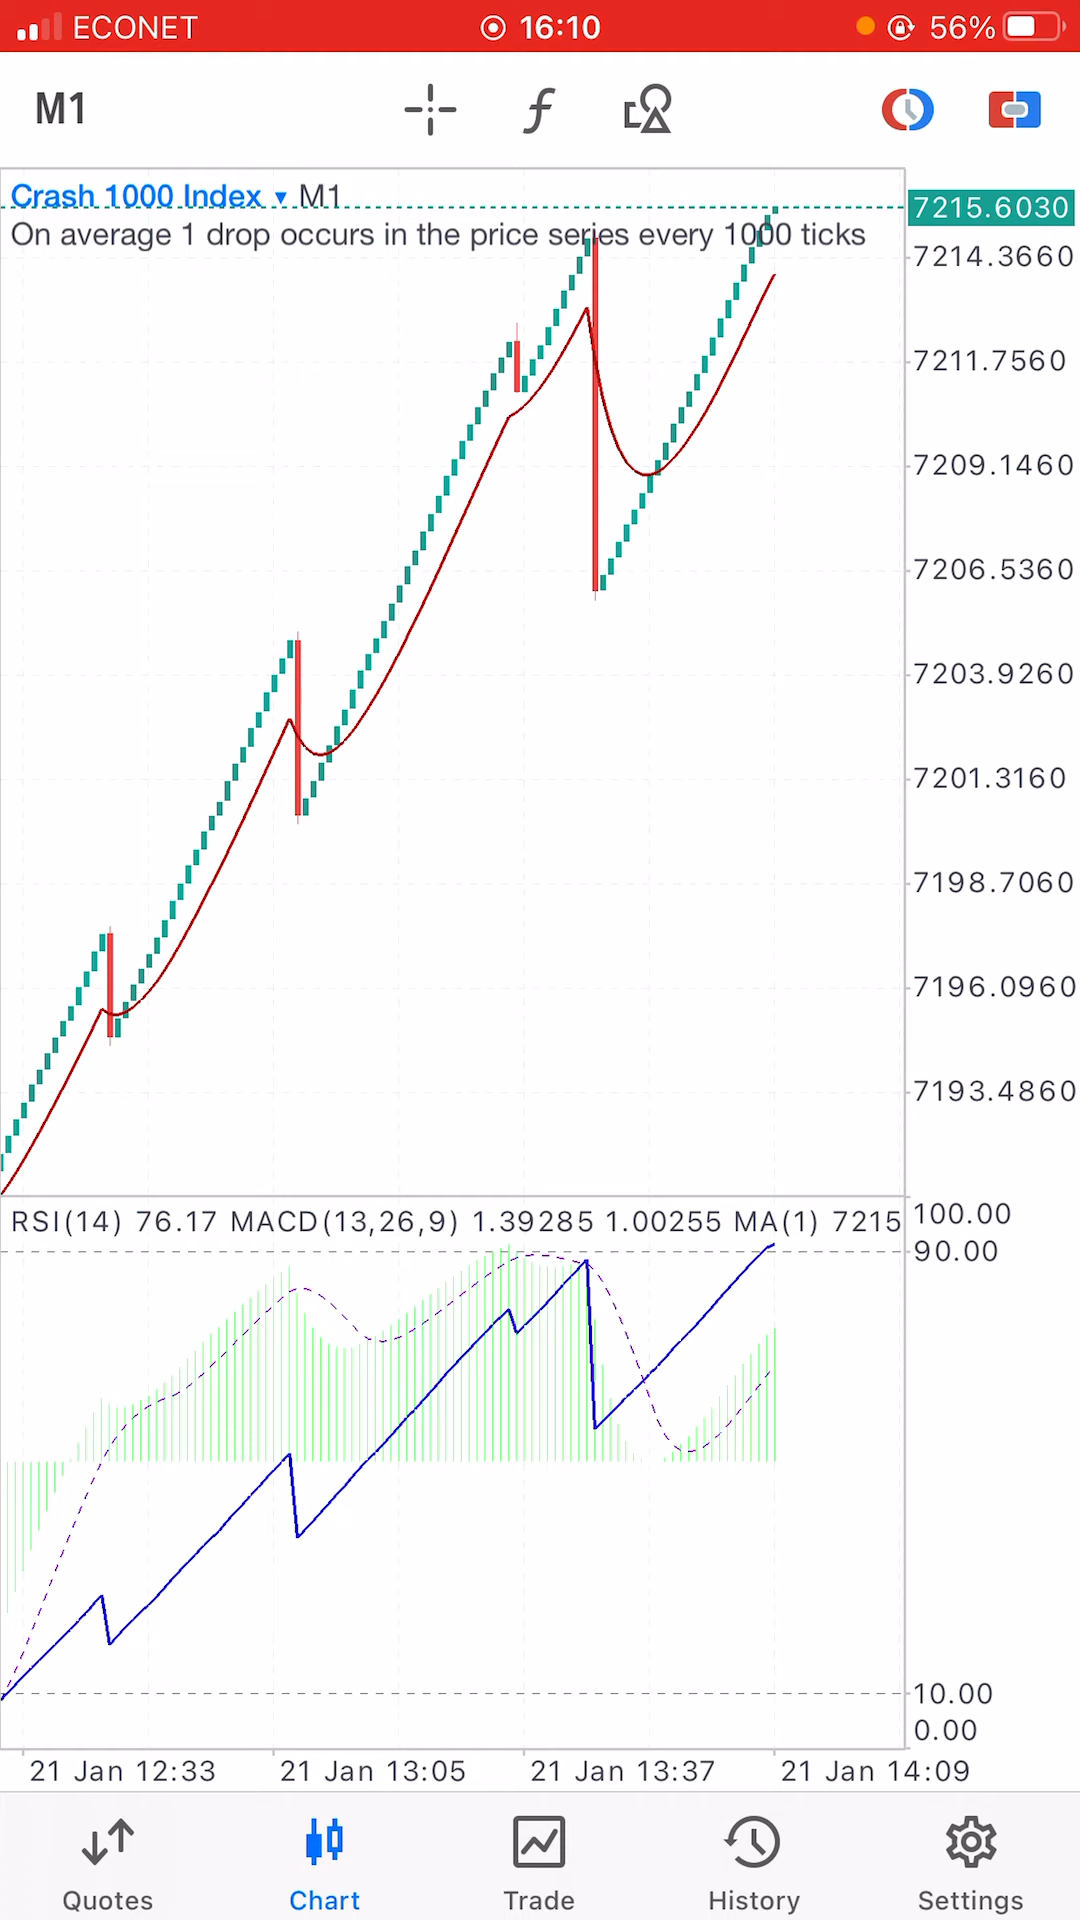 ECONET 16:10 56%
M1
Crash 1000 Index ▾ M1
7215.6030
On average 1 drop occurs in the price series every 1000 ticks
7214.3660
7211.7560
7209.1460
7206.5360
7203.9260
7201.3160
7198.7060
7196.0960
7193.4860
RSI(14) 76.17 MACD(13,26,9) 1.39285 1.00255 MA(1) 7215
100.00
90.00
10.00
0.00
21 Jan 12:33 21 Jan 13:05 21 Jan 13:37 21 Jan 14:09
Quotes Chart Trade History Settings